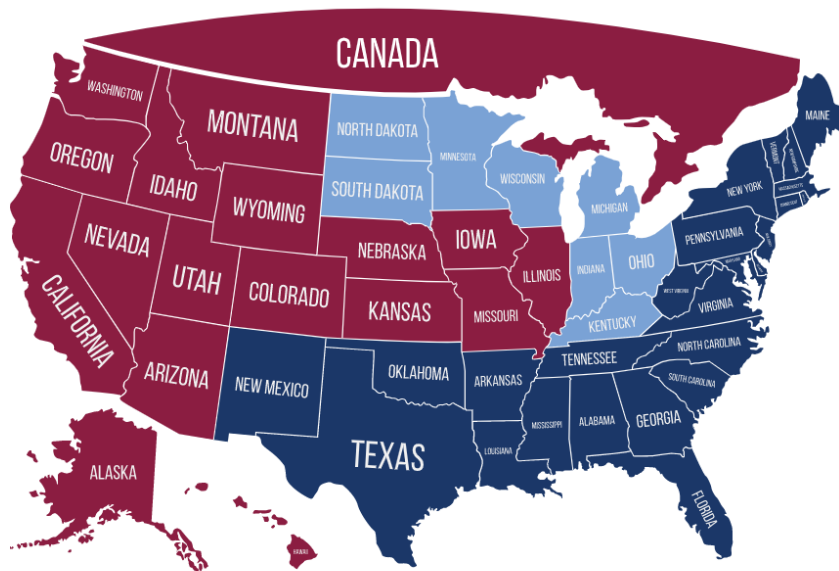 CANADA
WASHINGTON
MONTANA
NORTH DAKOTA
MINNESOTA
MAINE
OREGON
IDAHO
SOUTH DAKOTA
WISCONSIN
VERMONT
NEW YORK
MICHIGAN
WYOMING
NEVADA
NEBRASKA
IOWA
PENNSYLVANIA
UTAH
COLORADO
ILLINOIS
INDIANA
OHIO
CALIFORNIA
KANSAS
MISSOURI
WEST VIRGINIA
VIRGINIA
KENTUCKY
ARIZONA
NEW MEXICO
OKLAHOMA
TENNESSEE
NORTH CAROLINA
ARKANSAS
SOUTH CAROLINA
TEXAS
LOUISIANA
MISSISSIPPI
ALABAMA
GEORGIA
ALASKA
FLORIDA
HAWAII